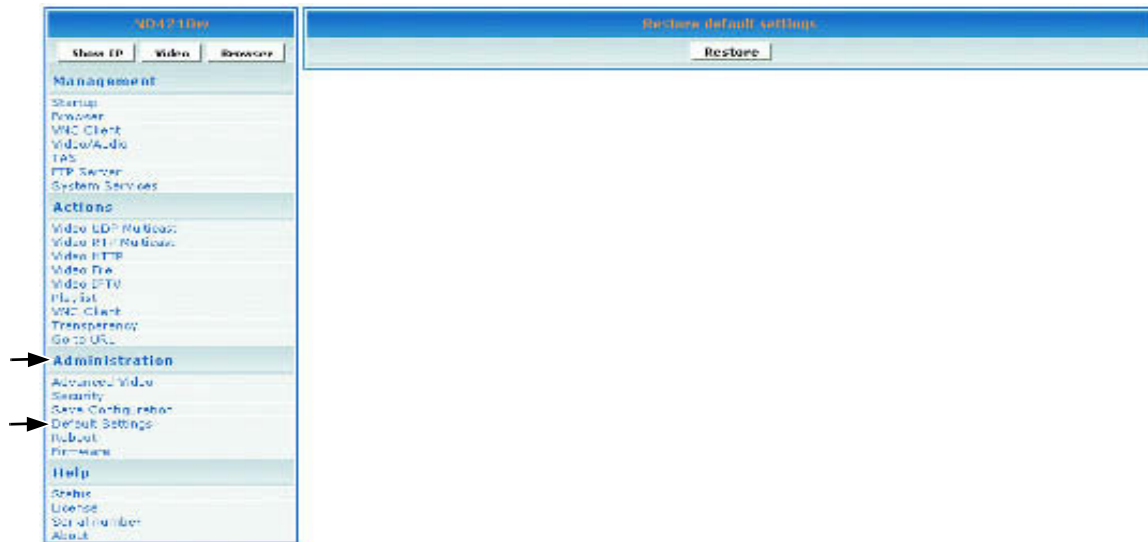 ND4210w
Show IP Video Browser
Management
Startup
Browser
VNC Client
Video/Audio
TAS
FTP Server
System Services
Actions
Video UDP Multicast
Video RTP Multicast
Video HTTP
Video File
Video IPTV
Playlist
VNC Client
Transparency
Go to URL
Administration
Advanced Video
Security
Save Configuration
Default Settings
Reboot
Firmware
Help
Status
License
Serial number
About
Restore default settings
Restore